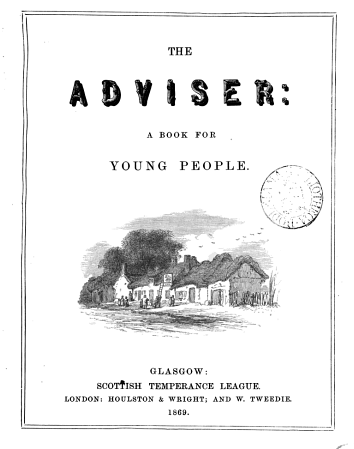 THE
ADVISER:
A BOOK FOR
YOUNG PEOPLE.
GLASGOW:
SCOTTISH TEMPERANCE LEAGUE.
LONDON: HOULSTON & WRIGHT; AND W. TWEEDIE.
1869.